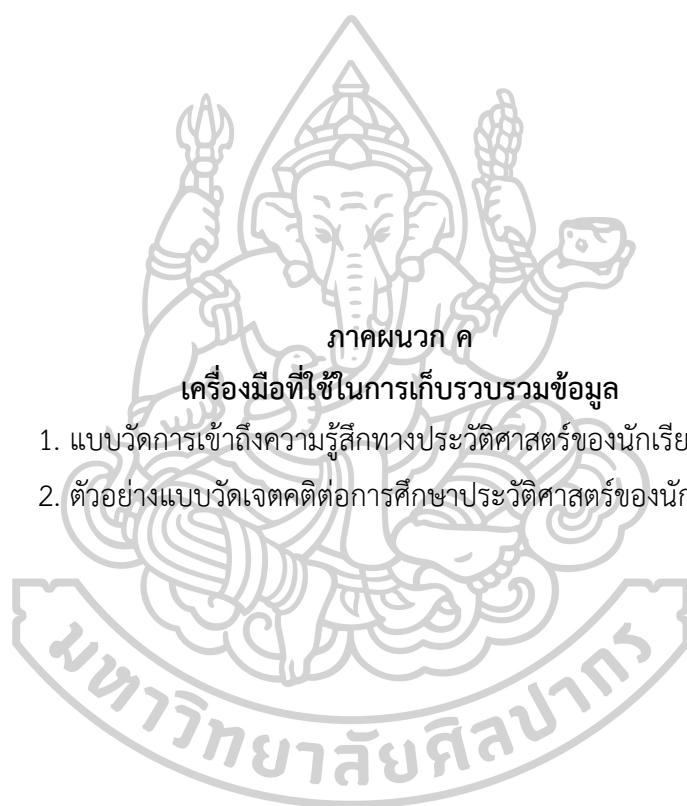 ภาคผนวก ค
เครื่องมือที่ใช้ในการเก็บรวบรวมข้อมูล
1. แบบวัดการเข้าถึงความรู้สึกทางประวัติศาสตร์ของนักเรีย
2. ตัวอย่างแบบวัดเจตคติต่อการศึกษาประวัติศาสตร์ของนัก
มหาวิทยาลัยศิลปากร